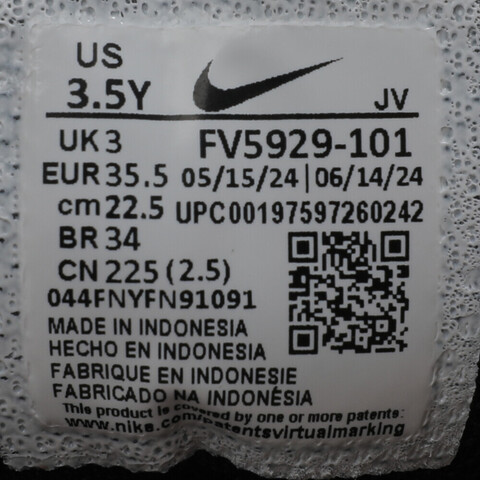 US
3.5Y
JV
UK 3
FV5929-101
EUR 35.5
05/15/24 | 06/14/24
cm 22.5
UPC00197597260242
BR 34
CN 225 (2.5)
044FNYFN91091
MADE IN INDONESIA
HECHO EN INDONESIA
FABRIQUE EN INDONESIE
FABRICADO NA INDONÉSIA
This product is covered by one or more patents:
www.nike.com/patentsvirtualmarking